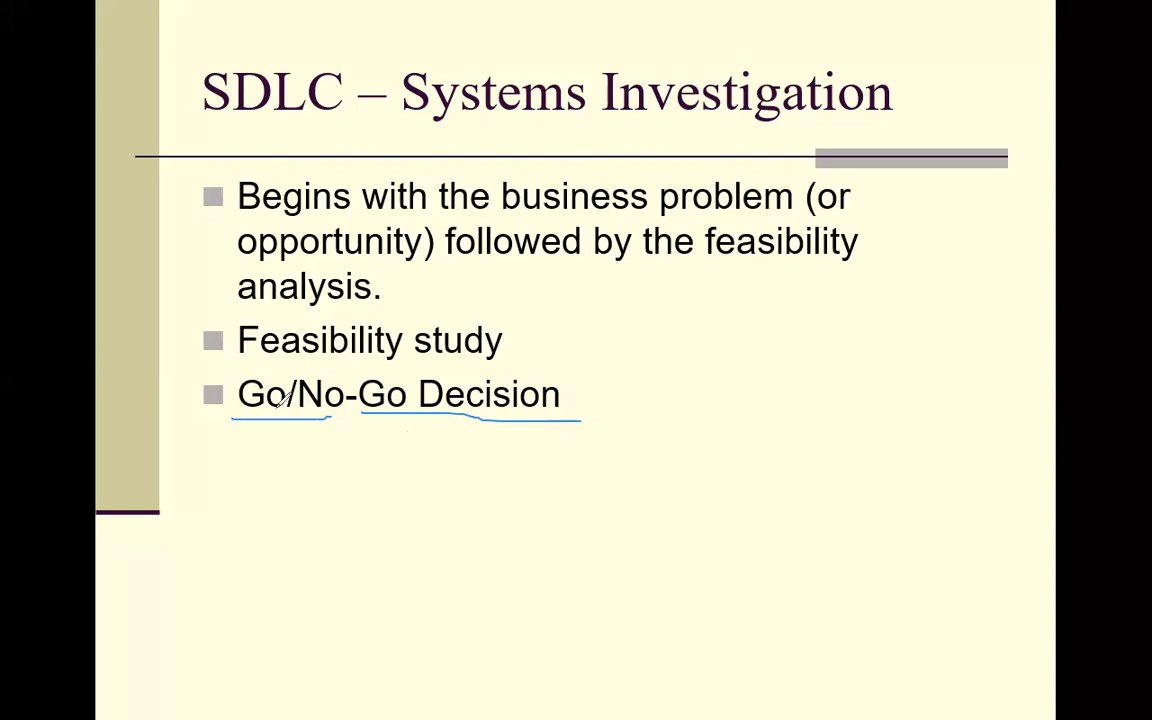 SDLC – Systems Investigation
Begins with the business problem (or
opportunity) followed by the feasibility
analysis.
Feasibility study
Go/No-Go Decision